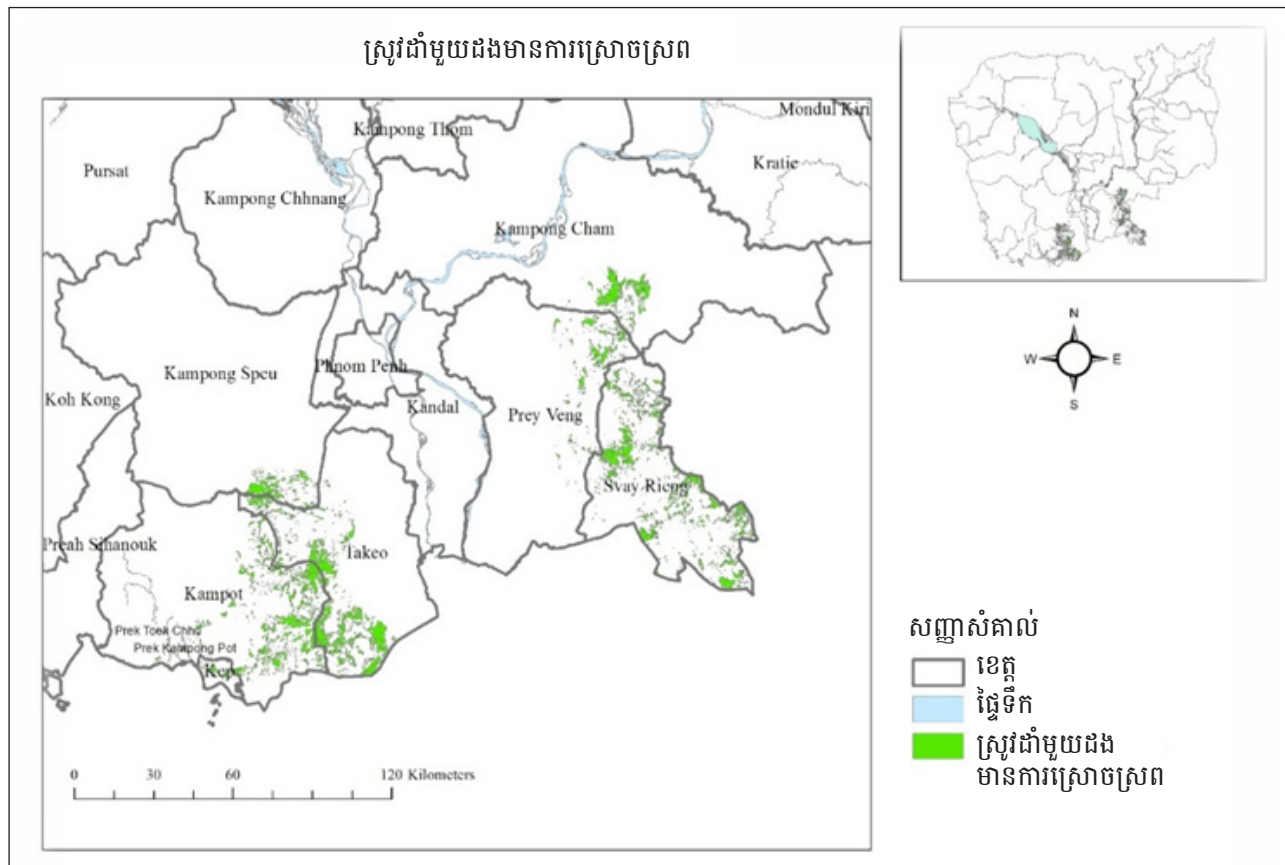 ស្រូវដាំមួយដងមានការស្រោចស្រព
Kampong Thom
Mondul Kiri
Pursat
Kratie
Kampong Chhnang
Kampong Cham
Phnom Penh
Kampong Speu
Koh Kong
Kandal
Prey Veng
Svay Rieng
Preah Sihanouk
Takeo
Kampot
Prek Toek Chhu
Prek Kampong Pot
Kep
0 30 60 120 Kilometers
N
W E
S
សញ្ញាសំគាល់
ខេត្ត
ផ្ទៃទឹក
ស្រូវដាំមួយដង
មានការស្រោចស្រព